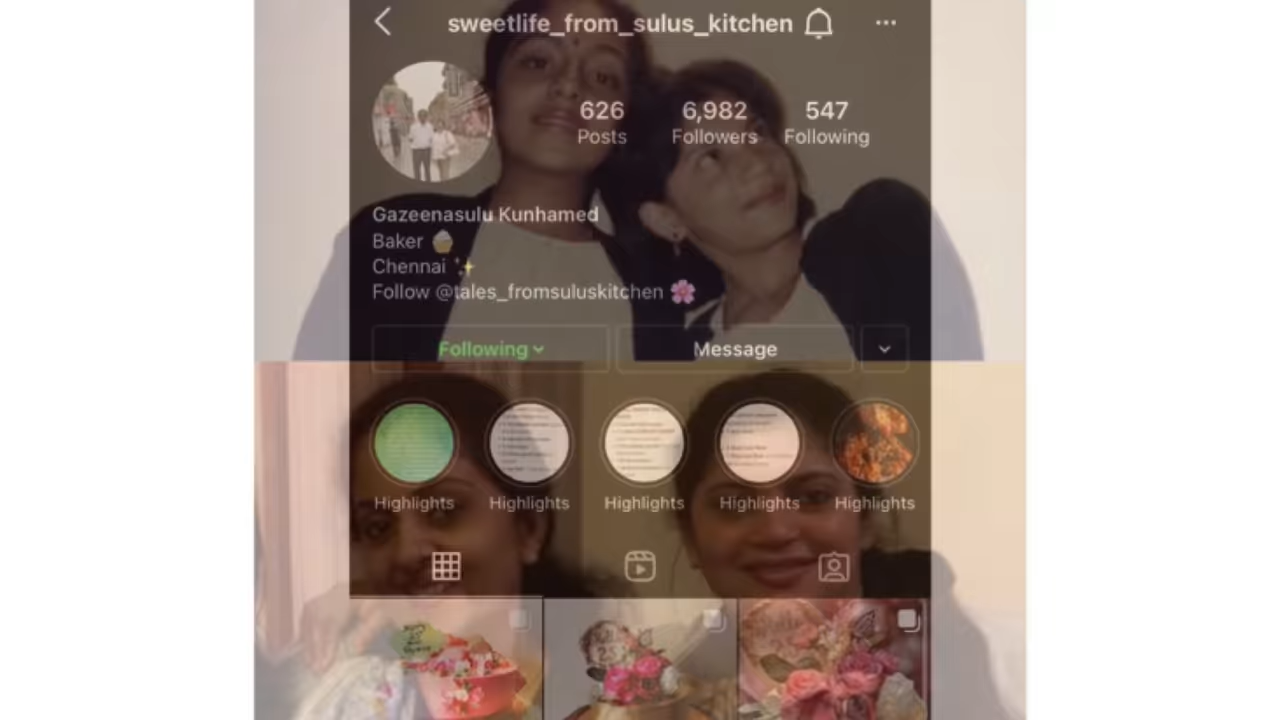 sweetlife_from_sulus_kitchen
626 6,982 547
Posts Followers Following
Gazeenasulu Kunhamed
Baker 🧁
Chennai ✨
Follow @tales_fromsuluskitchen 🌸
Following Message
Highlights Highlights Highlights Highlights Highlights